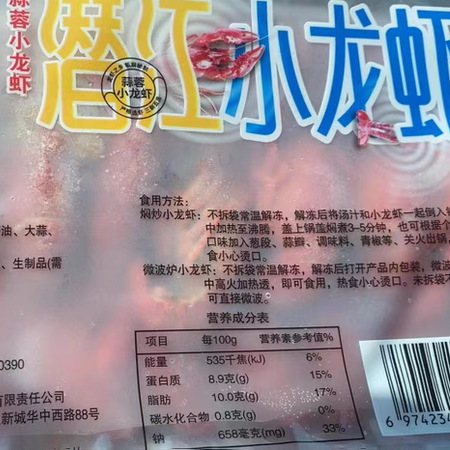 蒜蓉小龙虾
潜江小龙虾
蒜蓉
小龙虾
食用方法:
焖炒小龙虾: 不拆袋常温解冻, 解冻后将汤汁和小龙虾一起倒入
中加热至沸腾, 盖上锅盖焖煮3-5分钟, 也可根据个
口味加入葱段、蒜瓣、调味料、青椒等, 关火出锅,
食小心烫口。
微波炉小龙虾: 不拆袋常温解冻, 解冻后打开产品内包装, 微波
中高火加热透, 即可食用, 热食小心烫口。未拆袋不
可直接微波。
油、大蒜、
、生制品(需
0390
有限责任公司
新城华中西路88号
营养成分表
项目 每100g 营养素参考值%
能量 535千焦(kJ) 6%
蛋白质 8.9克(g) 15%
脂肪 10.0克(g) 17%
碳水化合物 0.8克(g) 0%
钠 658毫克(mg) 33%
6 974234